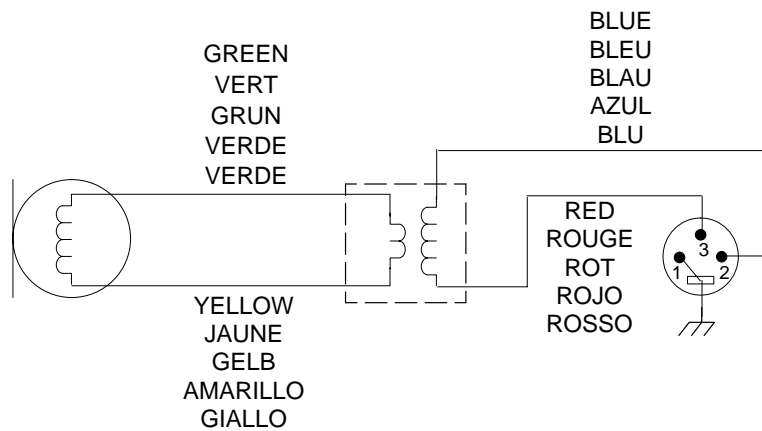 GREEN
VERT
GRUN
VERDE
VERDE
BLUE
BLEU
BLAU
AZUL
BLU
RED
ROUGE
ROT
ROJO
ROSSO
3
1
2
YELLOW
JAUNE
GELB
AMARILLO
GIALLO